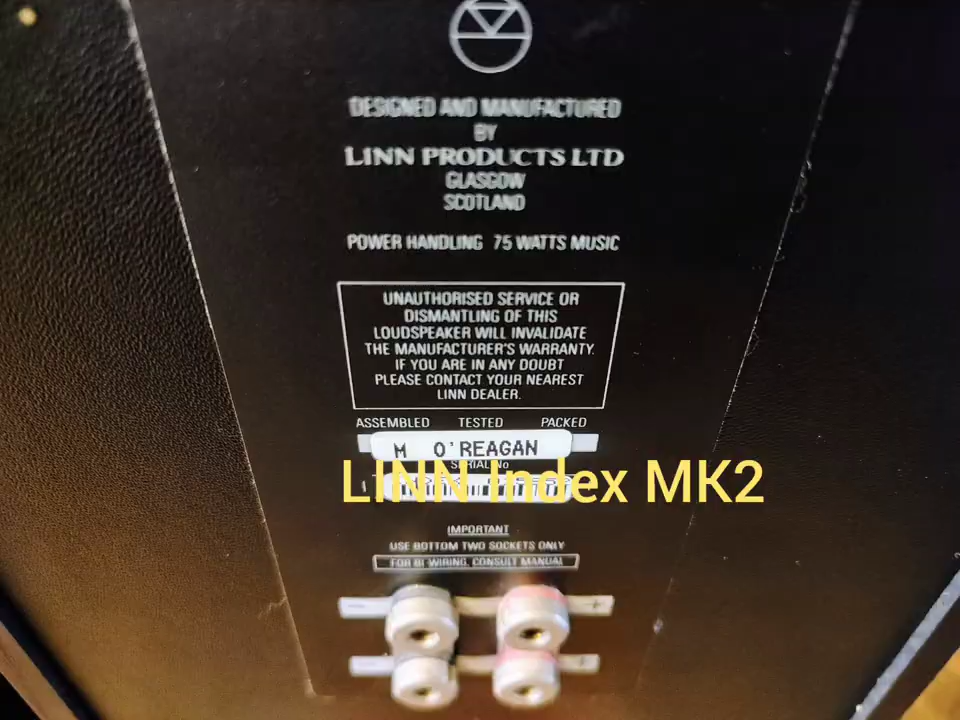 DESIGNED AND MANUFACTURED
BY
LINN PRODUCTS LTD
GLASGOW
SCOTLAND
POWER HANDLING 75 WATTS MUSIC
UNAUTHORISED SERVICE OR
DISMANTLING OF THIS
LOUDSPEAKER WILL INVALIDATE
THE MANUFACTURER'S WARRANTY.
IF YOU ARE IN ANY DOUBT
PLEASE CONTACT YOUR NEAREST
LINN DEALER.
ASSEMBLED TESTED PACKED
M O'REAGAN
SERIAL No
LINN Index MK2
IMPORTANT
USE BOTTOM TWO SOCKETS ONLY
FOR BI-WIRING, CONSULT MANUAL
- +
- +